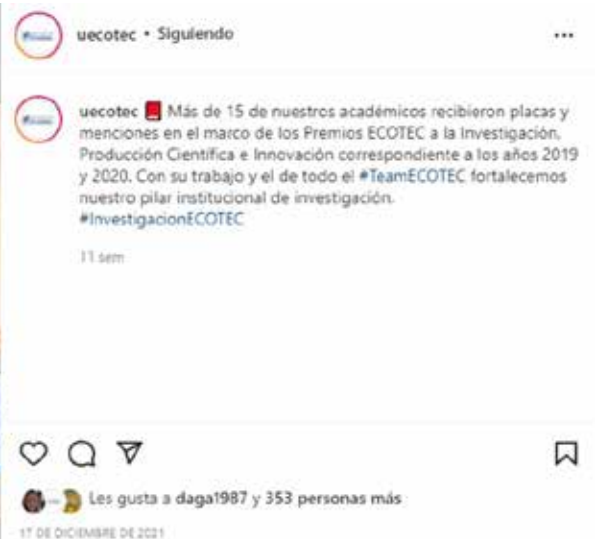 uecotec • Siguiendo
uecotec 📕 Más de 15 de nuestros académicos recibieron placas y
menciones en el marco de los Premios ECOTEC a la Investigación,
Producción Científica e Innovación correspondiente a los años 2019
y 2020. Con su trabajo y el de todo el #TeamECOTEC fortalecemos
nuestro pilar institucional de investigación.
#InvestigacionECOTEC
11 sem
Les gusta a daga1987 y 353 personas más
17 DE DICIEMBRE DE 2021